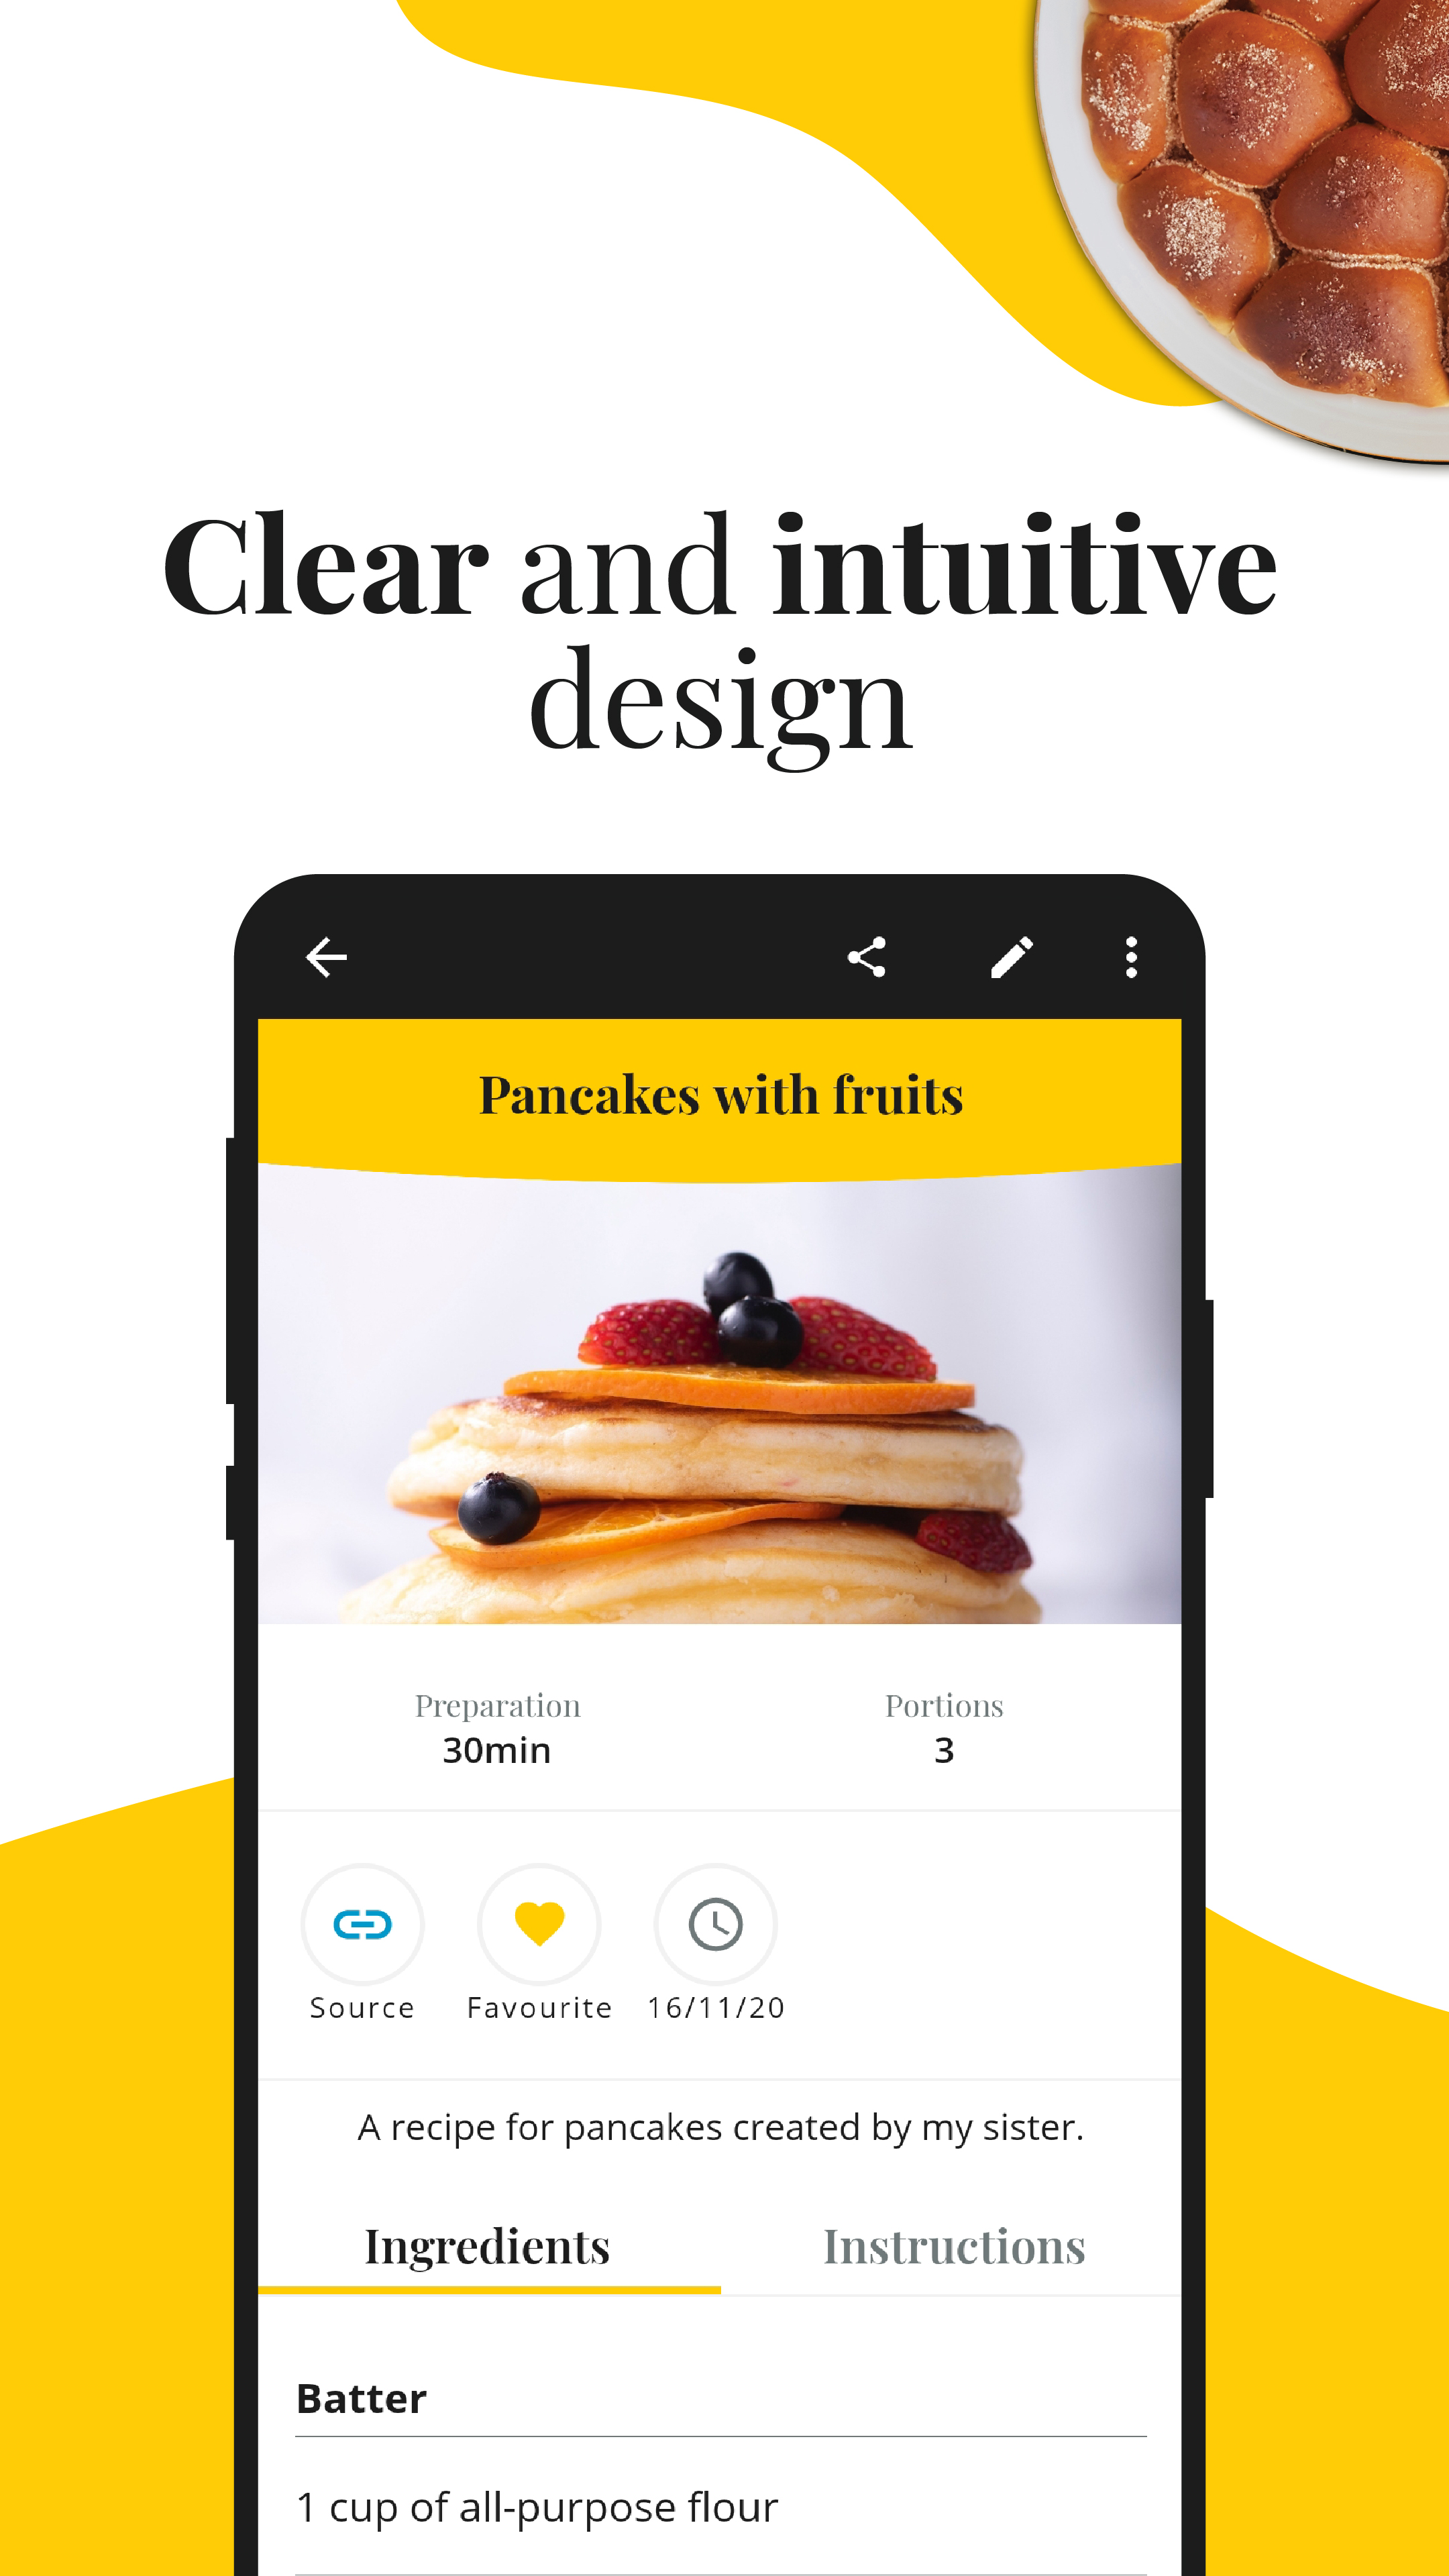 Clear and intuitive
design
Pancakes with fruits
Preparation
Portions
30min
3
Source
Favourite
16/11/20
A recipe for pancakes created by my sister.
Ingredients
Instructions
Batter
1 cup of all-purpose flour